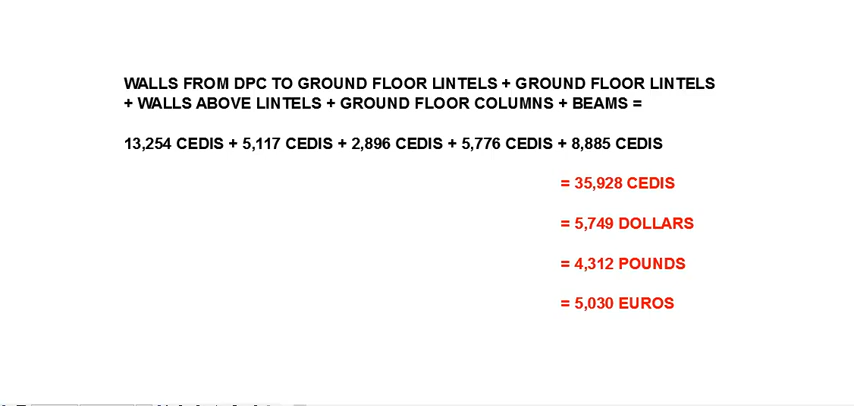 WALLS FROM DPC TO GROUND FLOOR LINTELS + GROUND FLOOR LINTELS
+ WALLS ABOVE LINTELS + GROUND FLOOR COLUMNS + BEAMS =
13,254 CEDIS + 5,117 CEDIS + 2,896 CEDIS + 5,776 CEDIS + 8,885 CEDIS
= 35,928 CEDIS
= 5,749 DOLLARS
= 4,312 POUNDS
= 5,030 EUROS